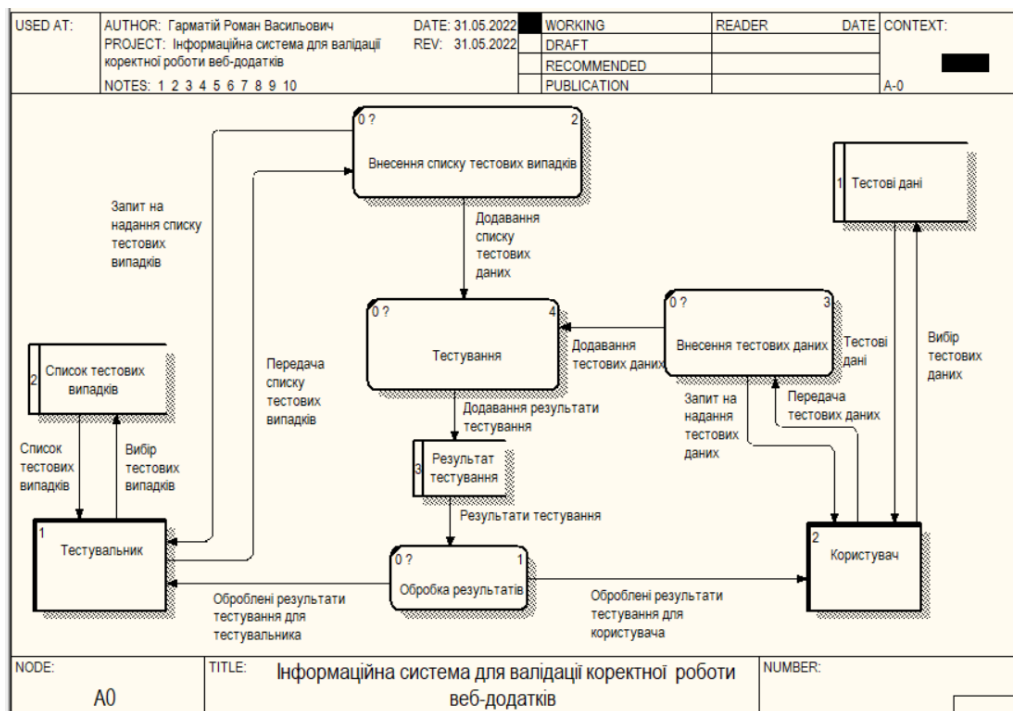 USED AT:
AUTHOR: Гарматій Роман Васильович
DATE: 31.05.2022
PROJECT: Інформаційна система для валідації
REV: 31.05.2022
коректної роботи веб-додатків
NOTES: 1 2 3 4 5 6 7 8 9 10
WORKING
DRAFT
RECOMMENDED
PUBLICATION
READER
DATE
CONTEXT:
A-0
0 ?
2
Внесення списку тестових випадків
1
Тестові дані
Запит на
надання списку
тестових
випадків
Додавання
списку
тестових
даних
0 ?
4
Тестування
0 ?
3
Внесення тестових даних
Додавання
тестових даних
Тестові
дані
Вибір
тестових
даних
2
Список тестових
випадків
Передача
списку
тестових
випадків
Запит на
надання
тестових
даних
Передача
тестових даних
Додавання результати
тестування
Список
тестових
випадків
Вибір
тестових
випадків
3
Результат
тестування
Результати тестування
1
Тестувальник
2
Користувач
0 ?
1
Обробка результатів
Оброблені результати
тестування для
тестувальника
Оброблені результати
тестування для
користувача
NODE:
A0
TITLE:
Інформаційна система для валідації коректної роботи
веб-додатків
NUMBER: